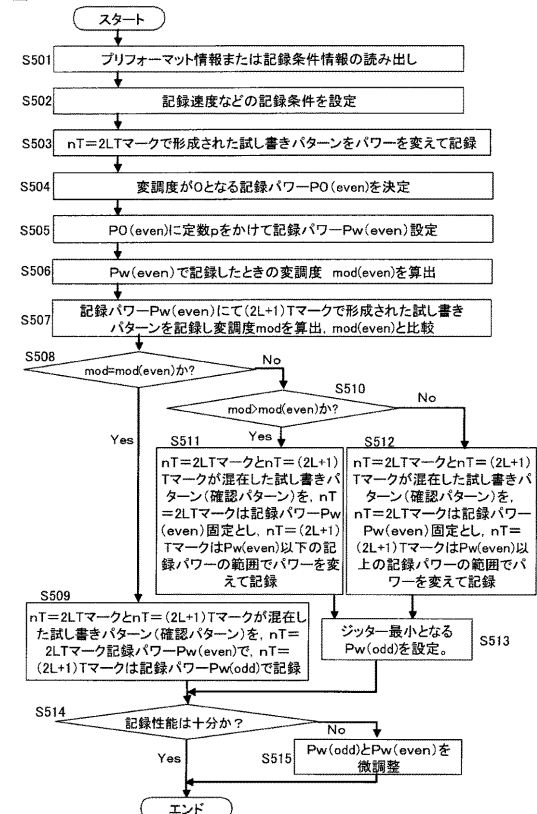 スタート
S501
プリフォーマット情報または記録条件情報の読み出し
S502
記録速度などの記録条件を設定
S503
nT=2LTマークで形成された試し書きパターンをパワーを変えて記録
S504
変調度が0となる記録パワーP0(even)を決定
S505
P0(even)に定数pをかけて記録パワーPw(even)設定
S506
Pw(even)で記録したときの変調度 mod(even)を算出
S507
記録パワーPw(even)にて(2L+1)Tマークで形成された試し書き
パターンを記録し変調度modを算出, mod(even)と比較
S508
mod=mod(even)か?
No
Yes
S510
mod>mod(even)か?
No
Yes
S511
nT=2LTマークとnT=(2L+1)
Tマークが混在した試し書きパ
ターン(確認パターン)を, nT
=2LTマークは記録パワーPw
(even)固定とし, nT=(2L+1)
TマークはPw(even)以下の記
録パワーの範囲でパワーを変
えて記録
S512
nT=2LTマークとnT=(2L+1)
Tマークが混在した試し書きパ
ターン(確認パターン)を,
nT=2LTマークは記録パワー
Pw(even)固定とし, nT=
(2L+1)TマークはPw(even)以
上の記録パワーの範囲でパ
ワーを変えて記録
S509
nT=2LTマークとnT=(2L+1)Tマークが混在し
た試し書きパターン(確認パターン)を, nT=
2LTマーク記録パワーPw(even)で, nT=
(2L+1)Tマークは記録パワーPw(odd)で記録
ジッター最小となる
Pw(odd)を設定。
S513
S514
記録性能は十分か?
No
Yes
S515
Pw(odd)とPw(even)を
微調整
エンド